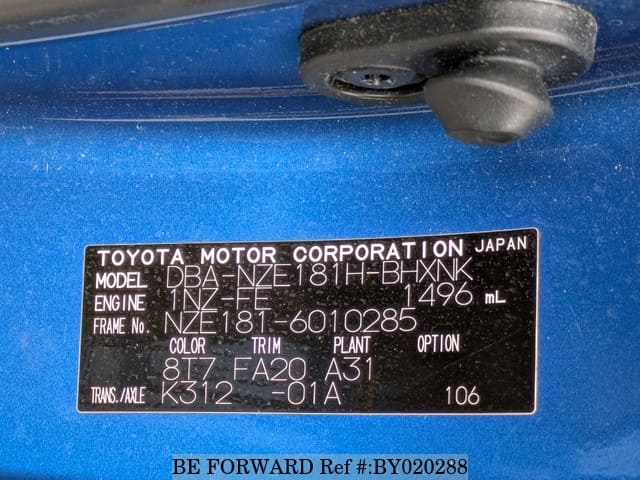 TOYOTA MOTOR CORPORATION JAPAN
MODEL DBA-NZE181H-BHXNK
ENGINE 1NZ-FE 1496 mL
FRAME No. NZE181-6010285
COLOR TRIM PLANT OPTION
8T7 FA20 A31
TRANS./AXLE K312 -01A 106
BE FORWARD Ref #:BY020288